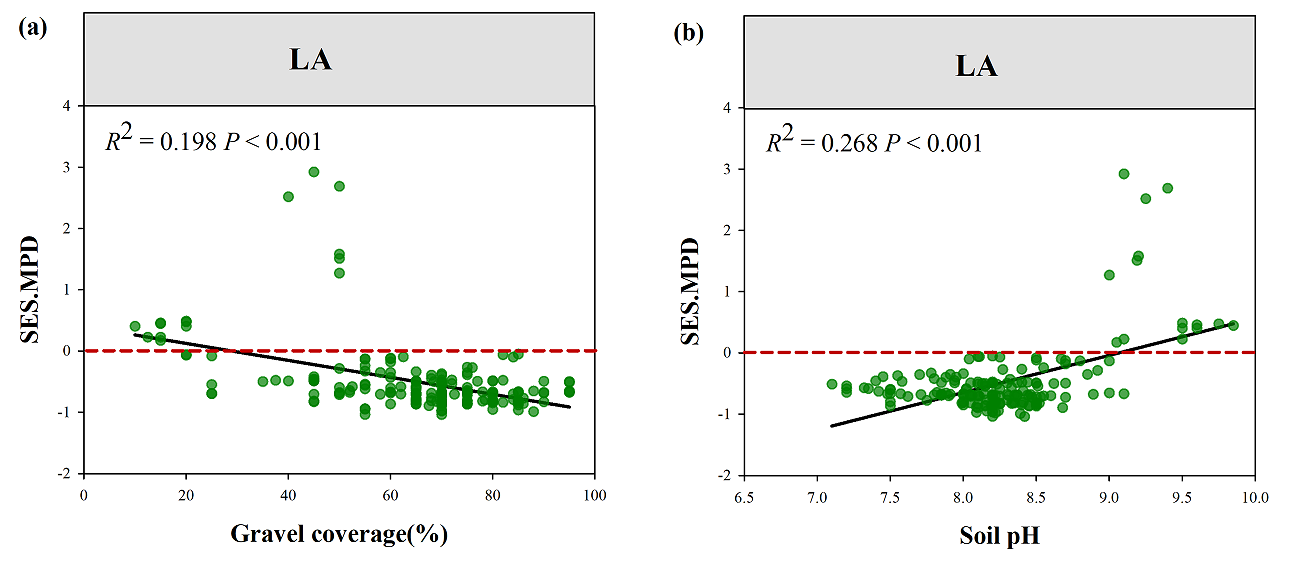 (a)
LA
R2 = 0.198 P < 0.001
4
3
2
1
0
-1
-2
SES.MPD
0 20 40 60 80 100
Gravel coverage(%)
(b)
LA
R2 = 0.268 P < 0.001
4
3
2
1
0
-1
-2
SES.MPD
6.5 7.0 7.5 8.0 8.5 9.0 9.5 10.0
Soil pH